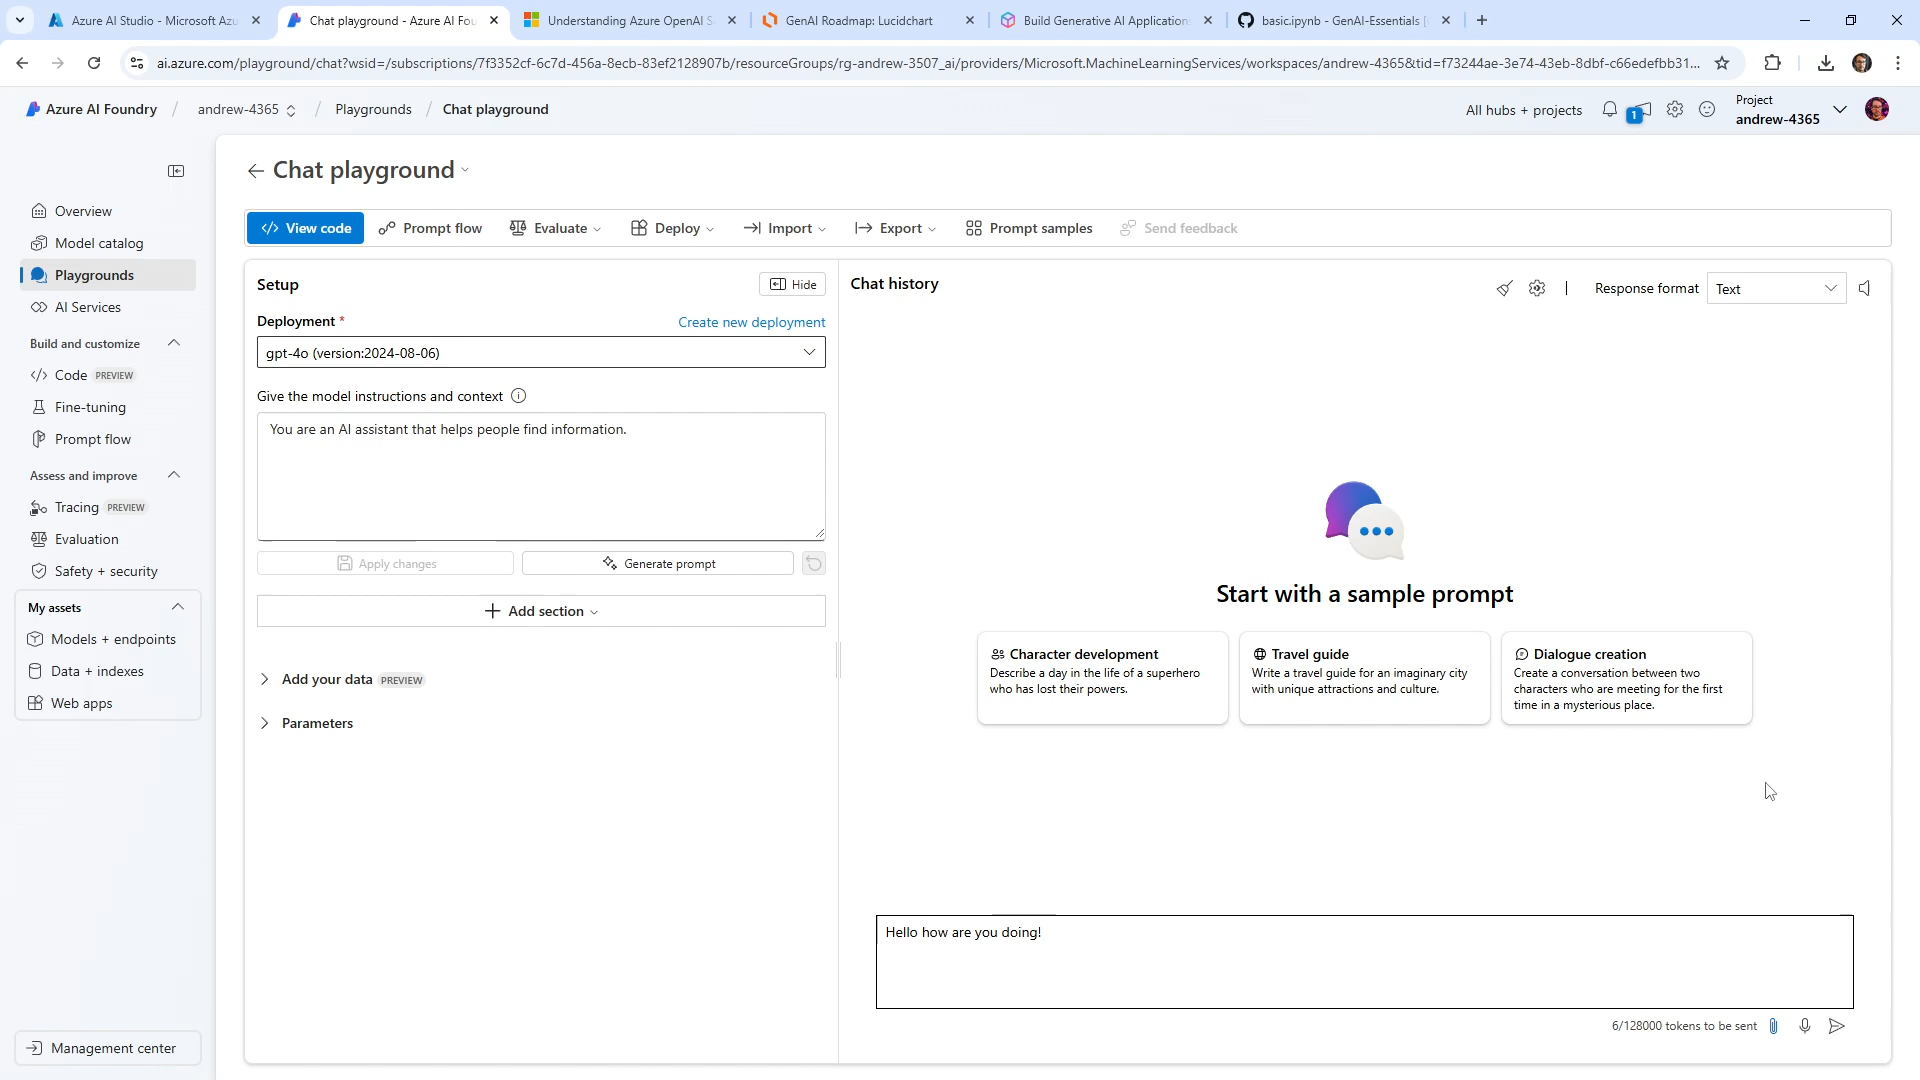 Azure AI Studio - Microsoft Azu
Chat playground - Azure AI Fou
Understanding Azure OpenAI S
GenAI Roadmap: Lucidchart
Build Generative AI Applications
basic.ipynb - GenAI-Essentials [
ai.azure.com/playground/chat?wsid=/subscriptions/7f3352cf-6c7d-456a-8ecb-83ef2128907b/resourceGroups/rg-andrew-3507_ai/providers/Microsoft.MachineLearningServices/workspaces/andrew-4365&tid=f73244ae-3e74-43eb-8dbf-c66edefbb31...
Azure AI Foundry / andrew-4365 / Playgrounds / Chat playground
All hubs + projects
1
Project
andrew-4365
Chat playground
Overview
Model catalog
Playgrounds
AI Services
Build and customize
Code PREVIEW
Fine-tuning
Prompt flow
Assess and improve
Tracing PREVIEW
Evaluation
Safety + security
My assets
Models + endpoints
Data + indexes
Web apps
Management center
View code
Prompt flow
Evaluate
Deploy
Import
Export
Prompt samples
Send feedback
Setup
Hide
Deployment *
Create new deployment
gpt-4o (version:2024-08-06)
Give the model instructions and context
You are an AI assistant that helps people find information.
Apply changes
Generate prompt
Add section
Add your data PREVIEW
Parameters
Chat history
Response format
Text
Start with a sample prompt
Character development
Describe a day in the life of a superhero
who has lost their powers.
Travel guide
Write a travel guide for an imaginary city
with unique attractions and culture.
Dialogue creation
Create a conversation between two
characters who are meeting for the first
time in a mysterious place.
Hello how are you doing!
6/128000 tokens to be sent